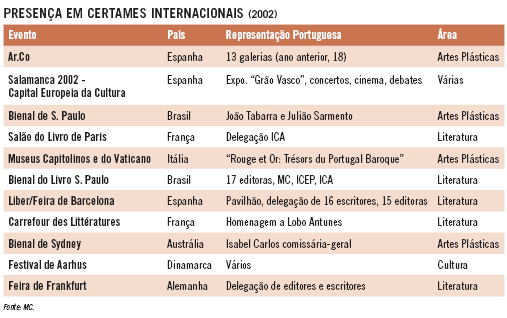 PRESENÇA EM CERTAMES INTERNACIONAIS (2002)
Evento País Representação Portuguesa Área
Ar.Co Espanha 13 galerias (ano anterior, 18) Artes Plásticas
Salamanca 2002 - Espanha Expo. “Grão Vasco”, concertos, cinema, debates Várias
Capital Europeia da Cultura
Bienal de S. Paulo Brasil João Tabarra e Julião Sarmento Artes Plásticas
Salão do Livro de Paris França Delegação ICA Literatura
Museus Capitolinos e do Vaticano Itália “Rouge et Or: Trésors du Portugal Baroque” Artes Plásticas
Bienal do Livro S. Paulo Brasil 17 editoras, MC, ICEP, ICA Literatura
Liber/Feira de Barcelona Espanha Pavilhão, delegação de 16 escritores, 15 editoras Literatura
Carrefour des Littératures França Homenagem a Lobo Antunes Literatura
Bienal de Sydney Austrália Isabel Carlos comissária-geral Artes Plásticas
Festival de Aarhus Dinamarca Vários Cultura
Feira de Frankfurt Alemanha Delegação de editores e escritores Literatura
Fonte: MC.